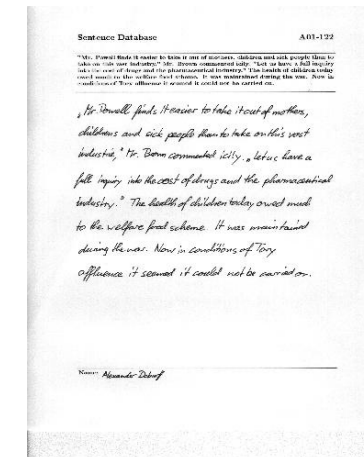 Sentence Database A01-122
"Mr. Powell finds it easier to take it out of mothers, children and sick people than to
take on this vast industry," Mr. Brown commented icily. "Let us have a full inquiry
into the cost of drugs and the pharmaceutical industry." The health of children today
owed much to the welfare food scheme. It was maintained during the war. Now in
conditions of Tory affluence it seemed it could not be carried on.
„Mr. Powell finds it easier to take it out of mothers,
childrens and sick people than to take on this vast
industrie," Mr. Brown commented icily. „Let us have a
full inquiry into the cost of drugs and the pharmaceutical
industry." The health of children today owed much
to the welfare food scheme. It was maintaind
during the war. Now in conditions of Tory
affluence it seemed it could not be carried on.
Name: Alexander